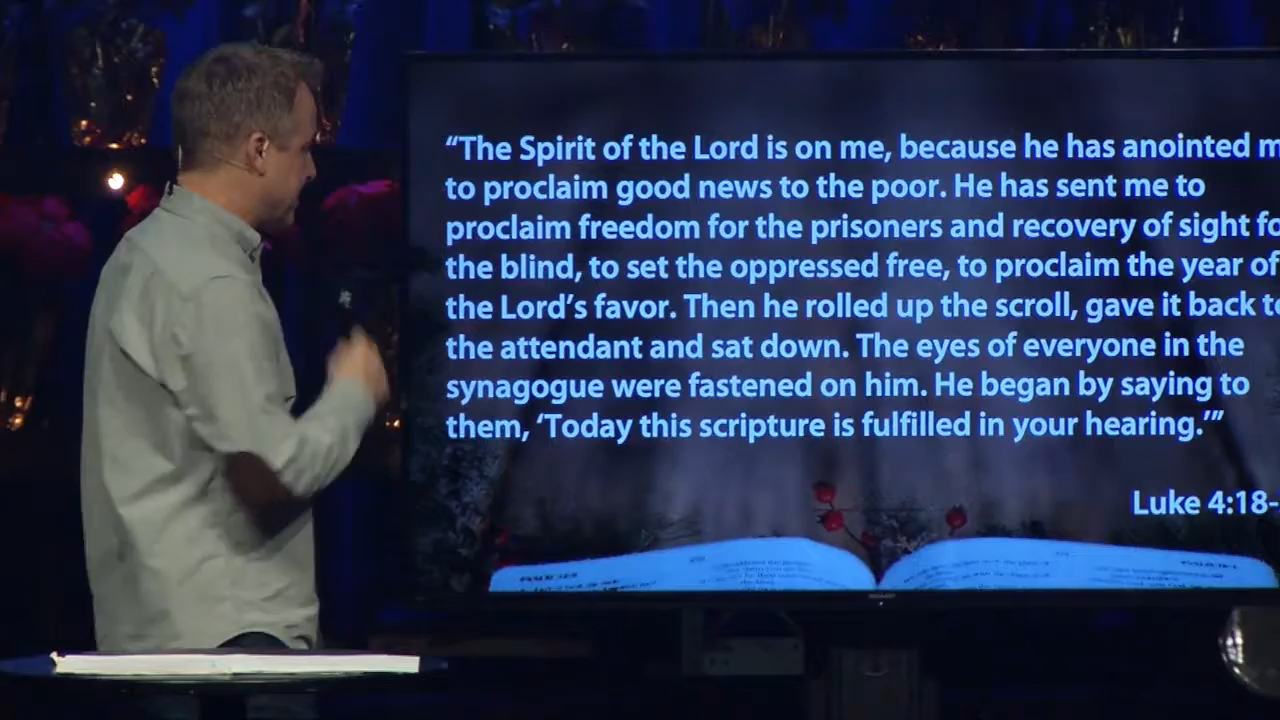 “The Spirit of the Lord is on me, because he has anointed m
to proclaim good news to the poor. He has sent me to
proclaim freedom for the prisoners and recovery of sight fo
the blind, to set the oppressed free, to proclaim the year of
the Lord’s favor. Then he rolled up the scroll, gave it back to
the attendant and sat down. The eyes of everyone in the
synagogue were fastened on him. He began by saying to
them, ‘Today this scripture is fulfilled in your hearing.’”
Luke 4:18-